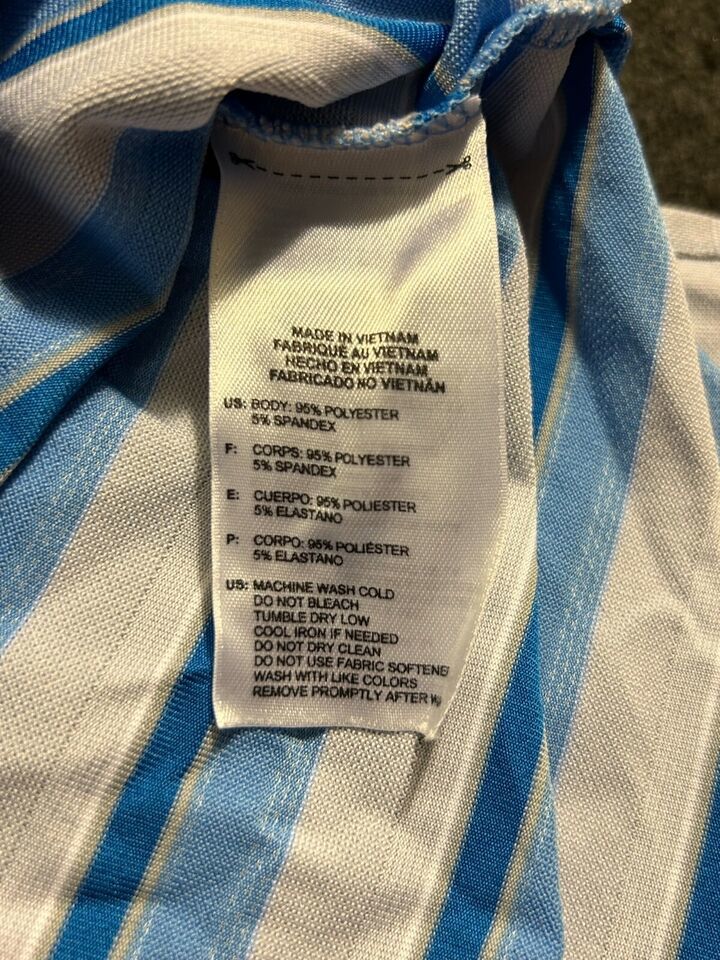 MADE IN VIETNAM
FABRIQUÉ AU VIETNAM
HECHO EN VIETNAM
FABRICADO NO VIETNÃN
US: BODY: 95% POLYESTER
5% SPANDEX
F: CORPS: 95% POLYESTER
5% SPANDEX
E: CUERPO: 95% POLIESTER
5% ELASTANO
P: CORPO: 95% POLIÉSTER
5% ELASTANO
US: MACHINE WASH COLD
DO NOT BLEACH
TUMBLE DRY LOW
COOL IRON IF NEEDED
DO NOT DRY CLEAN
DO NOT USE FABRIC SOFTENE
WASH WITH LIKE COLORS
REMOVE PROMPTLY AFTER